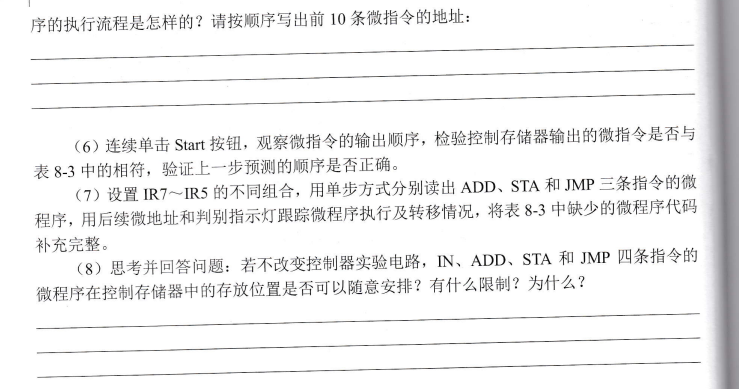 序的执行流程是怎样的？请按顺序写出前 10 条微指令的地址：
（6）连续单击 Start 按钮，观察微指令的输出顺序，检验控制存储器输出的微指令是否与
表 8-3 中的相符，验证上一步预测的顺序是否正确。
（7）设置 IR7～IR5 的不同组合，用单步方式分别读出 ADD、STA 和 JMP 三条指令的微
程序，用后续微地址和判别指示灯跟踪微程序执行及转移情况，将表 8-3 中缺少的微程序代码
补充完整。
（8）思考并回答问题：若不改变控制器实验电路，IN、ADD、STA 和 JMP 四条指令的
微程序在控制存储器中的存放位置是否可以随意安排？有什么限制？为什么？